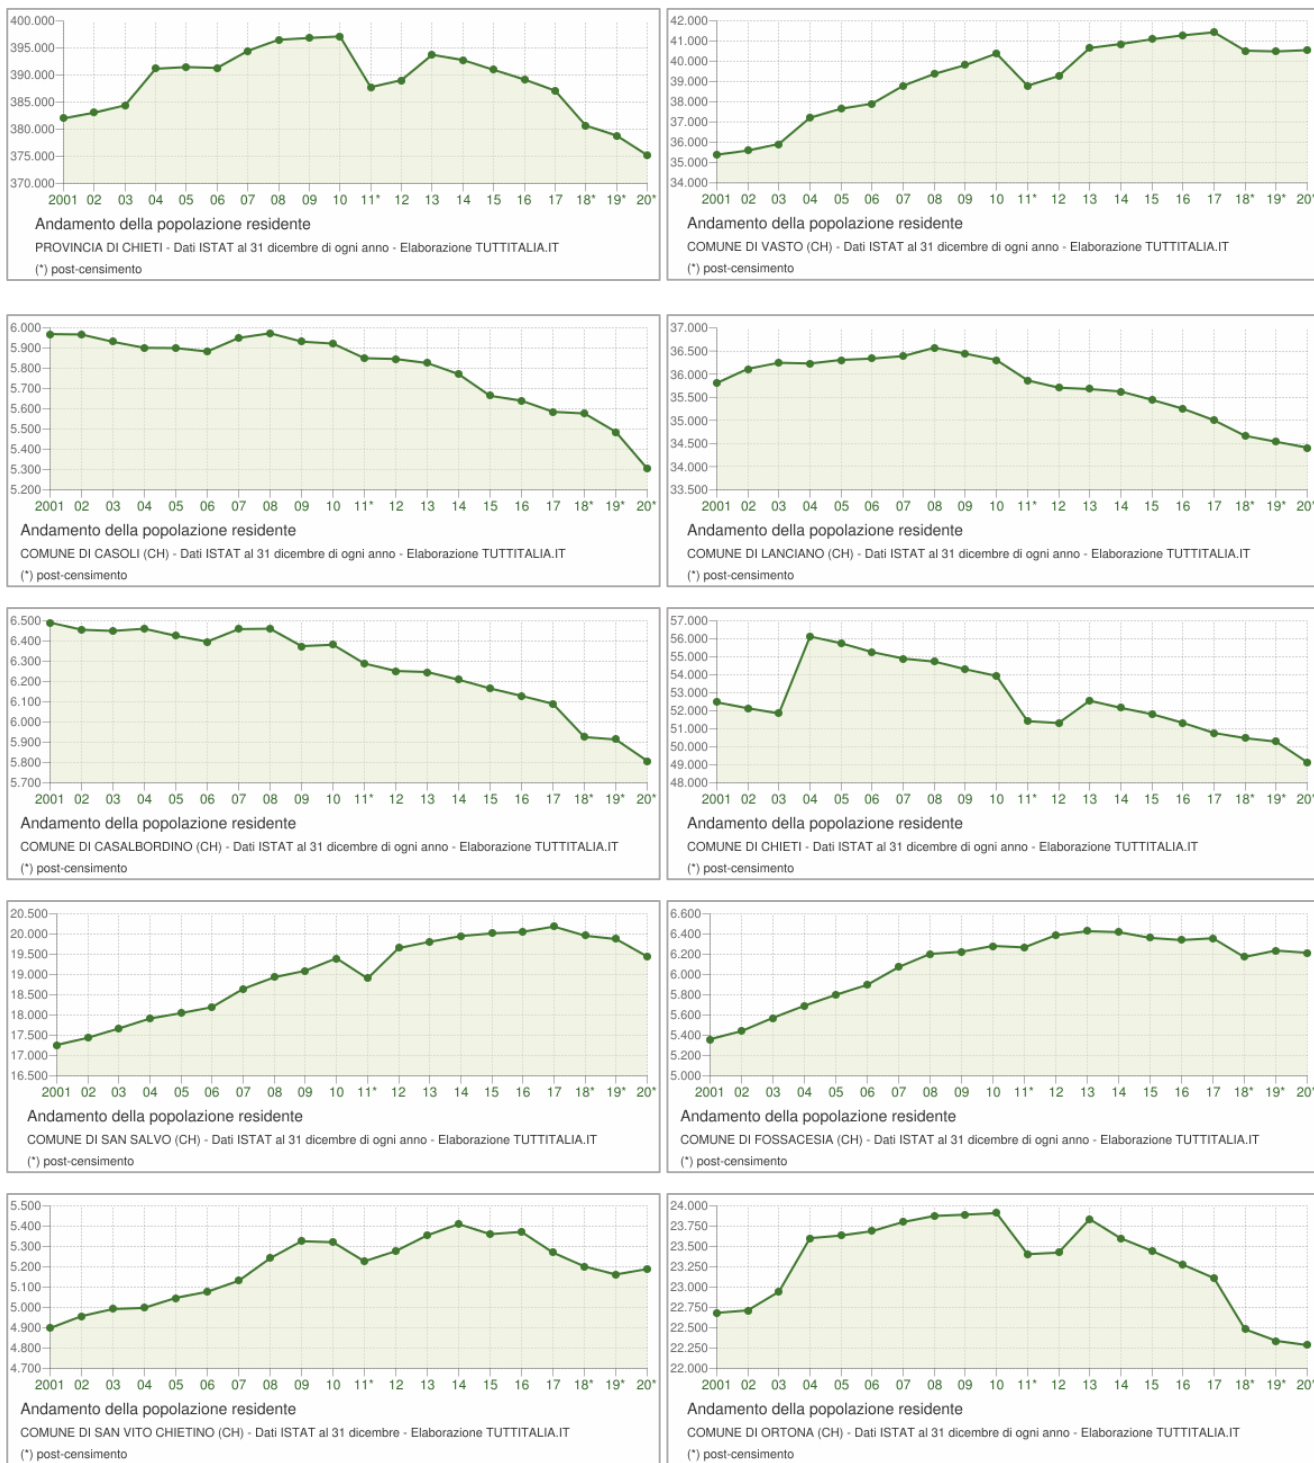 400.000
395.000
390.000
385.000
380.000
375.000
370.000
2001 02 03 04 05 06 07 08 09 10 11* 12 13 14 15 16 17 18* 19* 20*
Andamento della popolazione residente
PROVINCIA DI CHIETI - Dati ISTAT al 31 dicembre di ogni anno - Elaborazione TUTTITALIA.IT
(*) post-censimento
42.000
41.000
40.000
39.000
38.000
37.000
36.000
35.000
34.000
2001 02 03 04 05 06 07 08 09 10 11* 12 13 14 15 16 17 18* 19* 20*
Andamento della popolazione residente
COMUNE DI VASTO (CH) - Dati ISTAT al 31 dicembre di ogni anno - Elaborazione TUTTITALIA.IT
(*) post-censimento
6.000
5.900
5.800
5.700
5.600
5.500
5.400
5.300
5.200
2001 02 03 04 05 06 07 08 09 10 11* 12 13 14 15 16 17 18* 19* 20*
Andamento della popolazione residente
COMUNE DI CASOLI (CH) - Dati ISTAT al 31 dicembre di ogni anno - Elaborazione TUTTITALIA.IT
(*) post-censimento
37.000
36.500
36.000
35.500
35.000
34.500
34.000
33.500
2001 02 03 04 05 06 07 08 09 10 11* 12 13 14 15 16 17 18* 19* 20*
Andamento della popolazione residente
COMUNE DI LANCIANO (CH) - Dati ISTAT al 31 dicembre di ogni anno - Elaborazione TUTTITALIA.IT
(*) post-censimento
6.500
6.400
6.300
6.200
6.100
6.000
5.900
5.800
5.700
2001 02 03 04 05 06 07 08 09 10 11* 12 13 14 15 16 17 18* 19* 20*
Andamento della popolazione residente
COMUNE DI CASALBORDINO (CH) - Dati ISTAT al 31 dicembre di ogni anno - Elaborazione TUTTITALIA.IT
(*) post-censimento
57.000
56.000
55.000
54.000
53.000
52.000
51.000
50.000
49.000
48.000
2001 02 03 04 05 06 07 08 09 10 11* 12 13 14 15 16 17 18* 19* 20*
Andamento della popolazione residente
COMUNE DI CHIETI - Dati ISTAT al 31 dicembre di ogni anno - Elaborazione TUTTITALIA.IT
(*) post-censimento
20.500
20.000
19.500
19.000
18.500
18.000
17.500
17.000
16.500
2001 02 03 04 05 06 07 08 09 10 11* 12 13 14 15 16 17 18* 19* 20*
Andamento della popolazione residente
COMUNE DI SAN SALVO (CH) - Dati ISTAT al 31 dicembre di ogni anno - Elaborazione TUTTITALIA.IT
(*) post-censimento
6.600
6.400
6.200
6.000
5.800
5.600
5.400
5.200
5.000
2001 02 03 04 05 06 07 08 09 10 11* 12 13 14 15 16 17 18* 19* 20*
Andamento della popolazione residente
COMUNE DI FOSSACESIA (CH) - Dati ISTAT al 31 dicembre di ogni anno - Elaborazione TUTTITALIA.IT
(*) post-censimento
5.500
5.400
5.300
5.200
5.100
5.000
4.900
4.800
4.700
2001 02 03 04 05 06 07 08 09 10 11* 12 13 14 15 16 17 18* 19* 20*
Andamento della popolazione residente
COMUNE DI SAN VITO CHIETINO (CH) - Dati ISTAT al 31 dicembre - Elaborazione TUTTITALIA.IT
(*) post-censimento
24.000
23.750
23.500
23.250
23.000
22.750
22.500
22.250
22.000
2001 02 03 04 05 06 07 08 09 10 11* 12 13 14 15 16 17 18* 19* 20*
Andamento della popolazione residente
COMUNE DI ORTONA (CH) - Dati ISTAT al 31 dicembre di ogni anno - Elaborazione TUTTITALIA.IT
(*) post-censimento